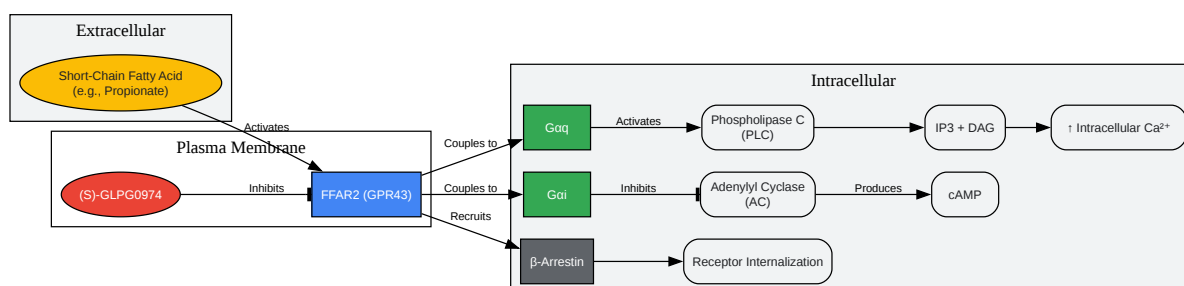 Extracellular
Short-Chain Fatty Acid
(e.g., Propionate)
Activates
Plasma Membrane
(S)-GLPG0974
Inhibits
FFAR2 (GPR43)
Couples to
Couples to
Recruits
Intracellular
Gαq
Activates
Phospholipase C
(PLC)
IP3 + DAG
↑ Intracellular Ca²⁺
Gαi
Inhibits
Adenylyl Cyclase
(AC)
Produces
cAMP
β-Arrestin
Receptor Internalization